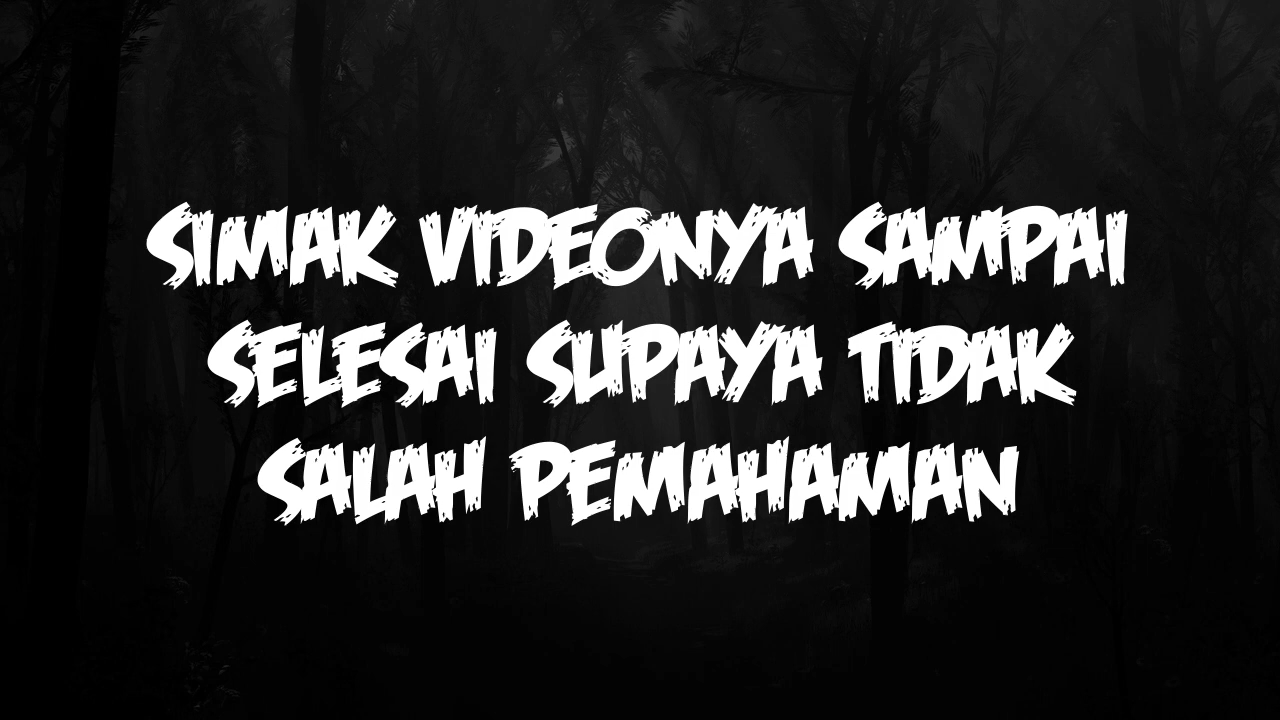 SIMAK VIDEONYA SAMPAI
SELESAI SUPAYA TIDAK
SALAH PEMAHAMAN